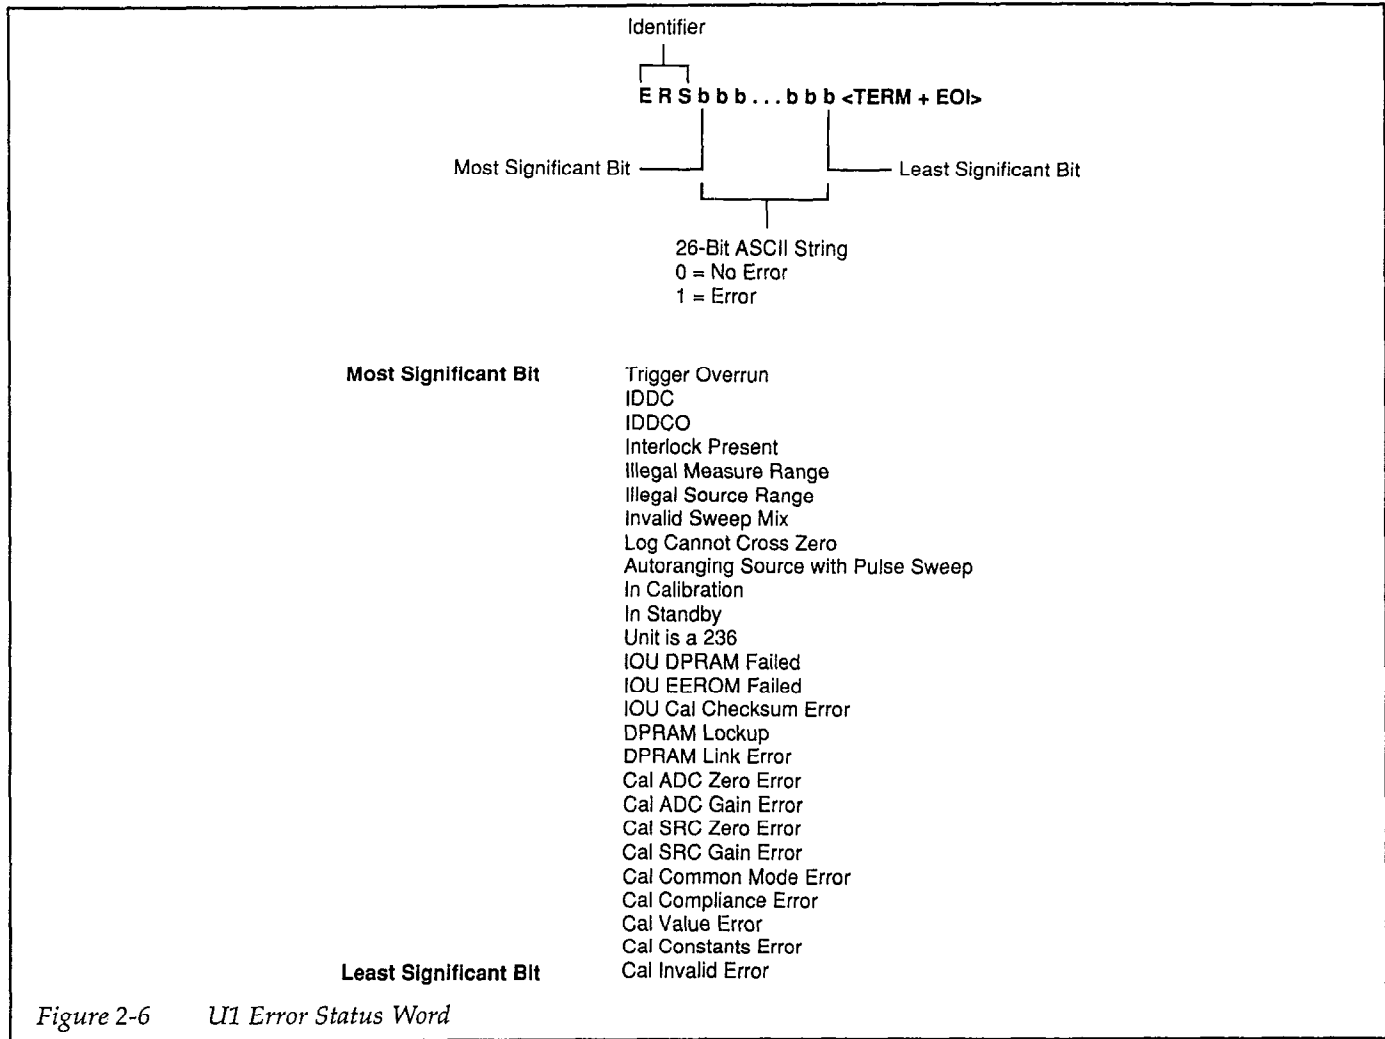 Identifier
E R S b b b . . . b b b <TERM + EOI>
Most Significant Bit
Least Significant Bit
26-Bit ASCII String
0 = No Error
1 = Error
Most Significant Bit Trigger Overrun
IDDC
IDDCO
Interlock Present
Illegal Measure Range
Illegal Source Range
Invalid Sweep Mix
Log Cannot Cross Zero
Autoranging Source with Pulse Sweep
In Calibration
In Standby
Unit is a 236
IOU DPRAM Failed
IOU EEROM Failed
IOU Cal Checksum Error
DPRAM Lockup
DPRAM Link Error
Cal ADC Zero Error
Cal ADC Gain Error
Cal SRC Zero Error
Cal SRC Gain Error
Cal Common Mode Error
Cal Compliance Error
Cal Value Error
Cal Constants Error
Least Significant Bit Cal Invalid Error
Figure 2-6 U1 Error Status Word